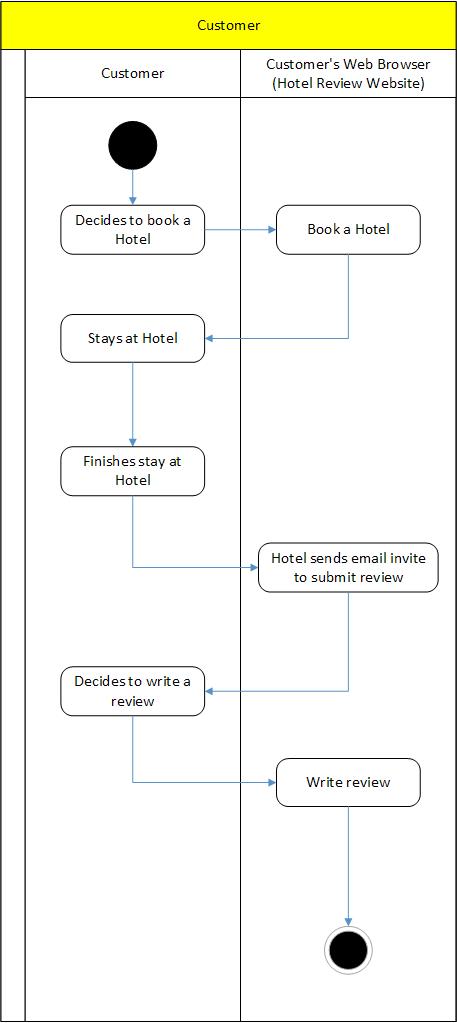 Customer
Customer
Customer's Web Browser
(Hotel Review Website)
Decides to book a
Hotel
Book a Hotel
Stays at Hotel
Finishes stay at
Hotel
Hotel sends email invite
to submit review
Decides to write a
review
Write review